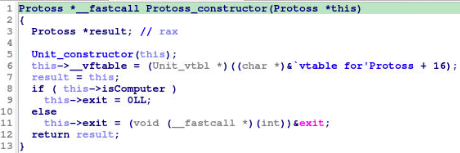 1 Protoss *__fastcall Protoss_constructor(Protoss *this)
2 {
3 Protoss *result; // rax
4
5 Unit_constructor(this);
6 this->__vftable = (Unit_vtbl *)((char *)&`vtable for'Protoss + 16);
7 result = this;
8 if ( this->isComputer )
9 this->exit = 0LL;
10 else
11 this->exit = (void (__fastcall *)(int))&exit;
12 return result;
13 }